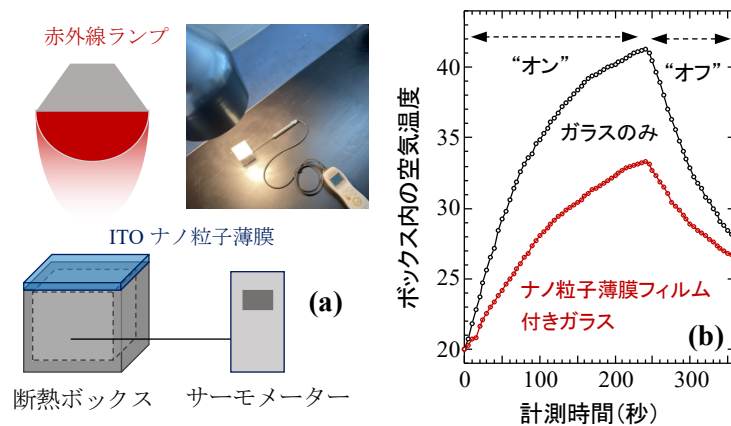 赤外線ランプ
ITO ナノ粒子薄膜
(a)
断熱ボックス
サーモメーター
ボックス内の空気温度
40
35
30
25
20
“オン”
“オフ”
ガラスのみ
ナノ粒子薄膜フィルム
付きガラス
(b)
0
100
200
300
計測時間(秒)